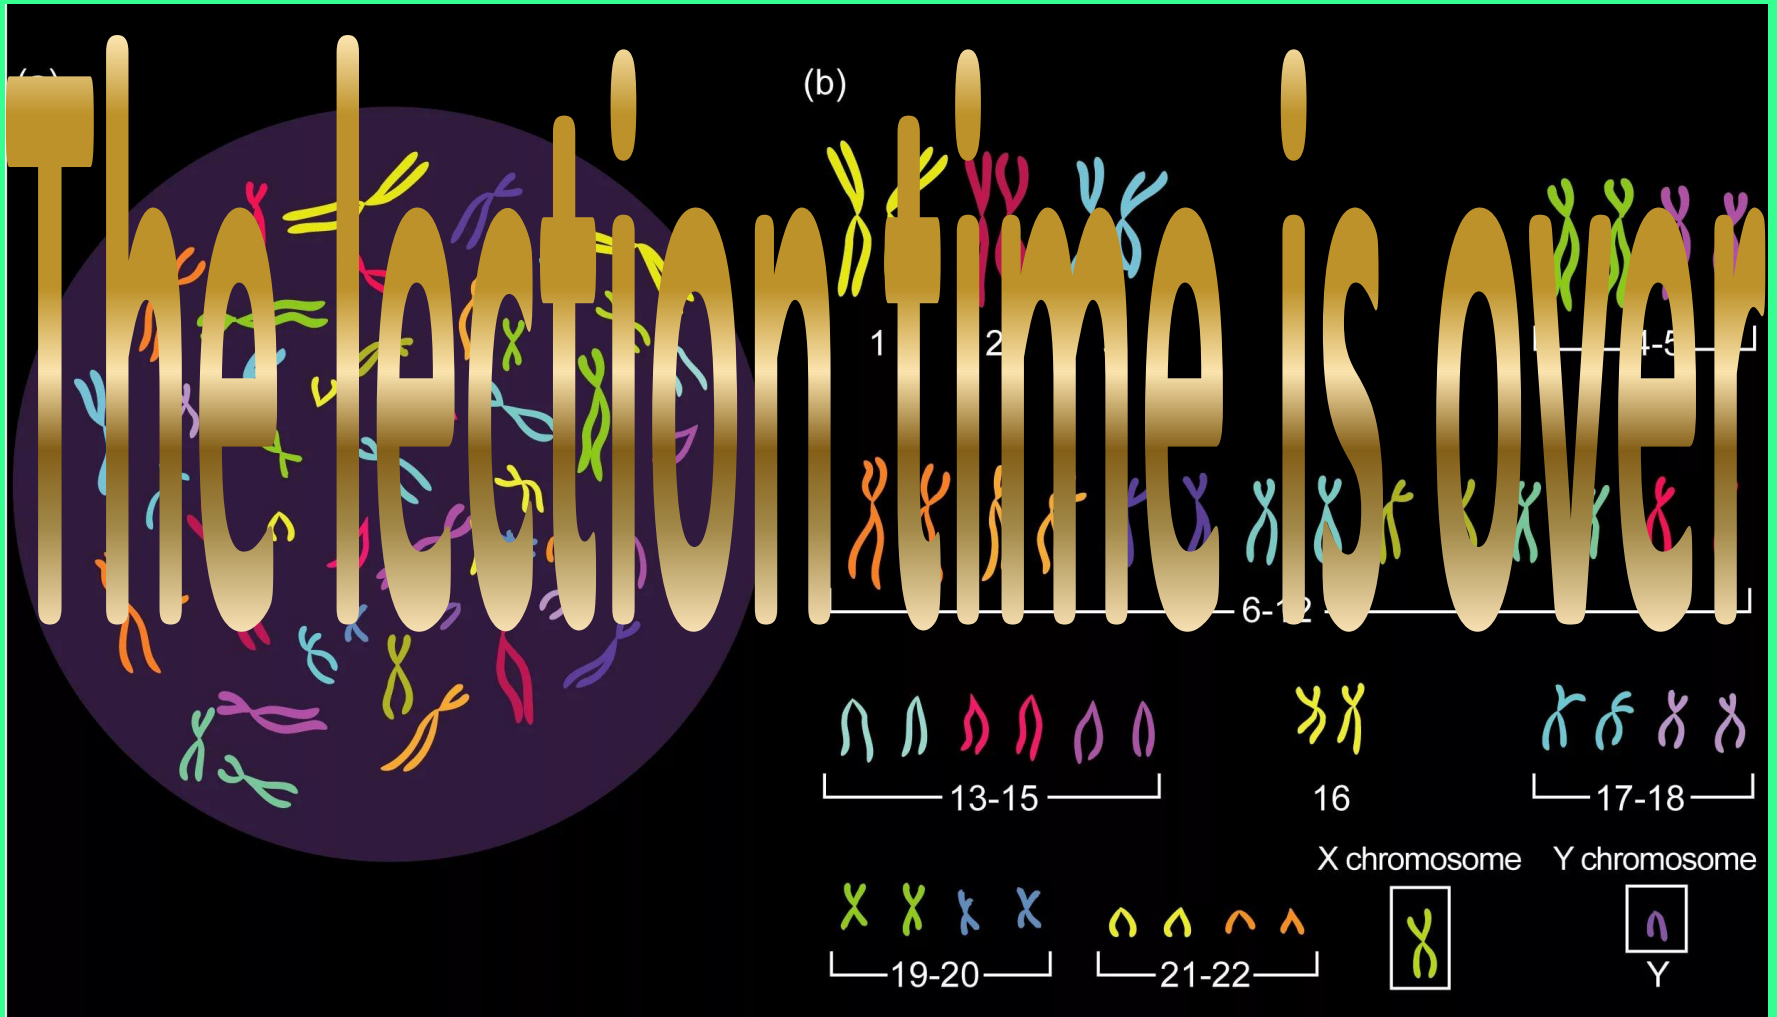 The lection time is over
(b)
1 2 4-5
6-12
13-15 16 17-18
X chromosome Y chromosome
19-20 21-22 Y